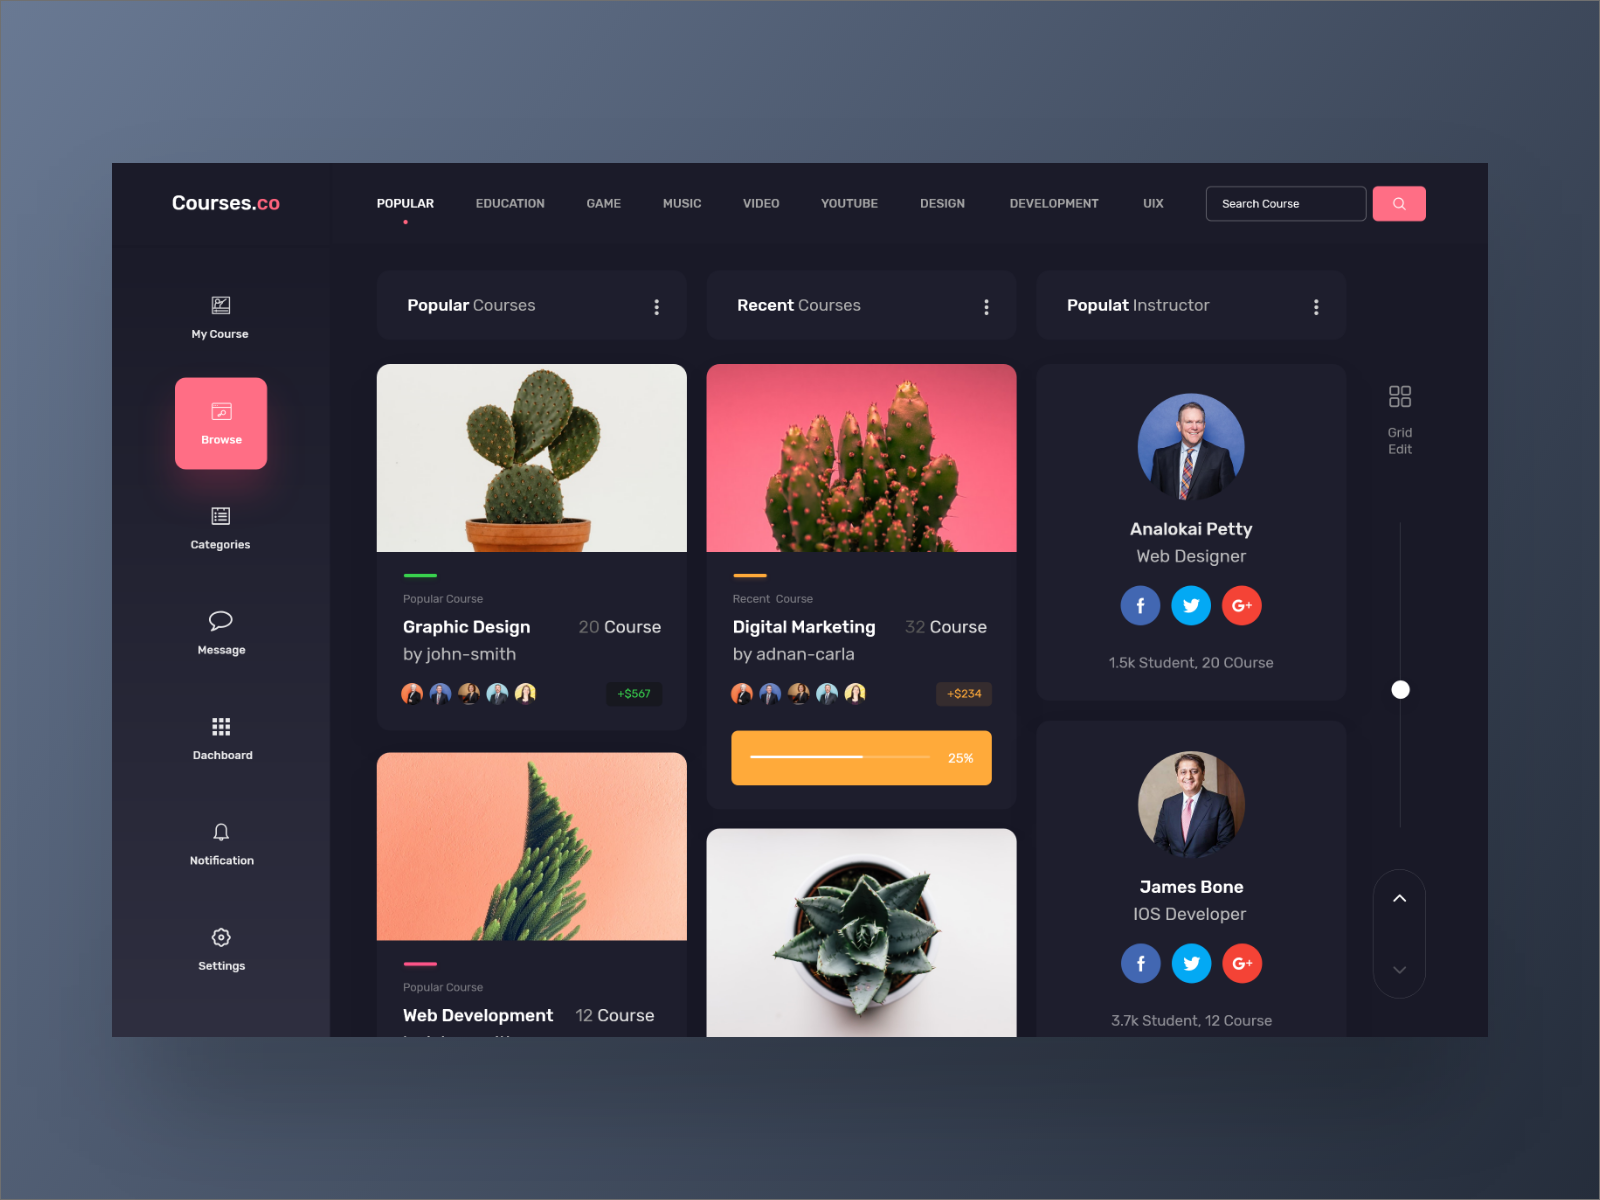 Courses.co
POPULAR EDUCATION GAME MUSIC VIDEO YOUTUBE DESIGN DEVELOPMENT UIX
Search Course
My Course
Browse
Categories
Message
Dachboard
Notification
Settings
Popular Courses
Popular Course
Graphic Design 20 Course
by john-smith
+$567
Popular Course
Web Development 12 Course
Recent Courses
Recent Course
Digital Marketing 32 Course
by adnan-carla
+$234
25%
Populat Instructor
Analokai Petty
Web Designer
f G+
1.5k Student, 20 COurse
James Bone
IOS Developer
f G+
3.7k Student, 12 Course
Grid
Edit